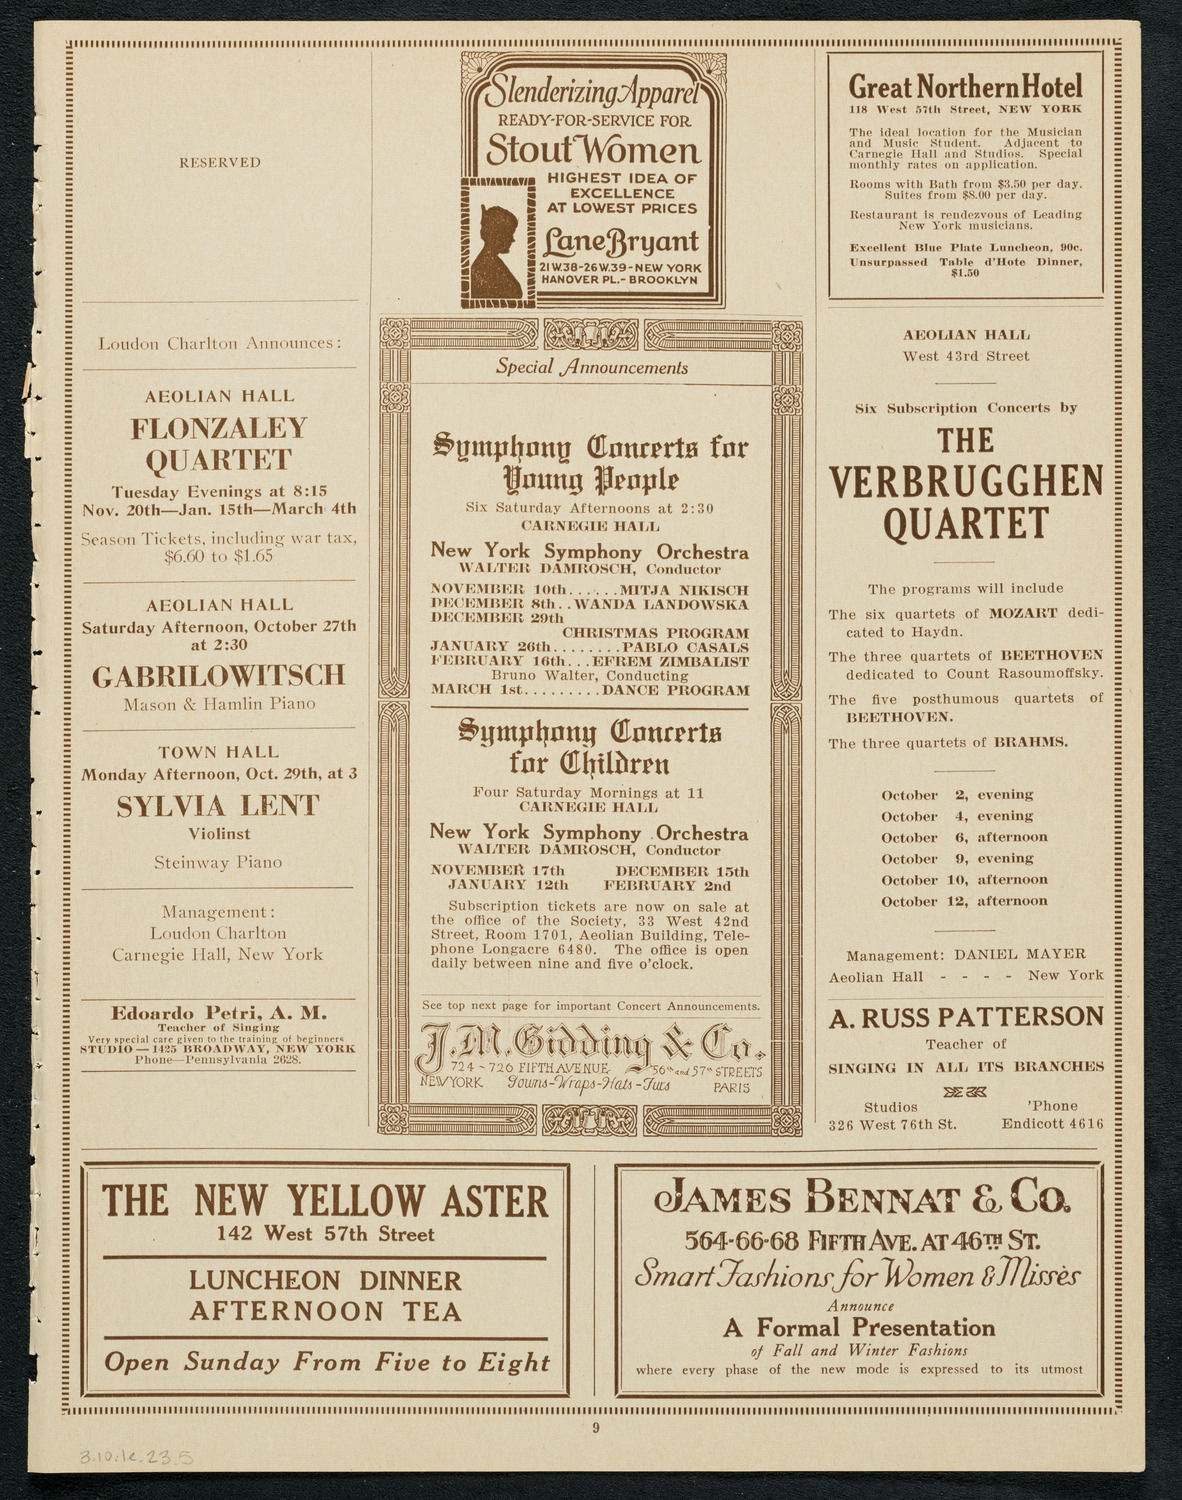 RESERVED
Loudon Charlton Announces:
AEOLIAN HALL
FLONZALEY
QUARTET
Tuesday Evenings at 8:15
Nov. 20th—Jan. 15th—March 4th
Season Tickets, including war tax,
$6.60 to $1.65
AEOLIAN HALL
Saturday Afternoon, October 27th
at 2:30
GABRILOWITSCH
Mason & Hamlin Piano
TOWN HALL
Monday Afternoon, Oct. 29th, at 3
SYLVIA LENT
Violinst
Steinway Piano
Management:
Loudon Charlton
Carnegie Hall, New York
Edoardo Petri, A. M.
Teacher of Singing
Very special care given to the training of beginners
STUDIO—1425 BROADWAY, NEW YORK
Phone—Pennsylvania 2628.
Slenderizing Apparel
READY-FOR-SERVICE FOR
Stout Women
HIGHEST IDEA OF
EXCELLENCE
AT LOWEST PRICES
Lane Bryant
21 W.38-26 W.39-NEW YORK
HANOVER PL.-BROOKLYN
Special Announcements
Symphony Concerts for
Young People
Six Saturday Afternoons at 2:30
CARNEGIE HALL
New York Symphony Orchestra
WALTER DAMROSCH, Conductor
NOVEMBER 10th......MITJA NIKISCH
DECEMBER 8th..WANDA LANDOWSKA
DECEMBER 29th
CHRISTMAS PROGRAM
JANUARY 26th........PABLO CASALS
FEBRUARY 16th...EFREM ZIMBALIST
Bruno Walter, Conducting
MARCH 1st.........DANCE PROGRAM
Symphony Concerts
for Children
Four Saturday Mornings at 11
CARNEGIE HALL
New York Symphony Orchestra
WALTER DAMROSCH, Conductor
NOVEMBER 17th DECEMBER 15th
JANUARY 12th FEBRUARY 2nd
Subscription tickets are now on sale at
the office of the Society, 33 West 42nd
Street, Room 1701, Aeolian Building, Tele-
phone Longacre 6480. The office is open
daily between nine and five o'clock.
See top next page for important Concert Announcements.
J.M. Gidding & Co.
724-726 FIFTH AVENUE 56th and 57th STREETS
NEW YORK Gowns-Wraps-Hats-Furs PARIS
Great Northern Hotel
118 West 57th Street, NEW YORK
The ideal location for the Musician
and Music Student. Adjacent to
Carnegie Hall and Studios. Special
monthly rates on application.
Rooms with Bath from $3.50 per day.
Suites from $8.00 per day.
Restaurant is rendezvous of Leading
New York musicians.
Excellent Blue Plate Luncheon, 90c.
Unsurpassed Table d'Hote Dinner,
$1.50
AEOLIAN HALL
West 43rd Street
Six Subscription Concerts by
THE
VERBRUGGHEN
QUARTET
The programs will include
The six quartets of MOZART dedi-
cated to Haydn.
The three quartets of BEETHOVEN
dedicated to Count Rasoumoffsky.
The five posthumous quartets of
BEETHOVEN.
The three quartets of BRAHMS.
October 2, evening
October 4, evening
October 6, afternoon
October 9, evening
October 10, afternoon
October 12, afternoon
Management: DANIEL MAYER
Aeolian Hall - - - - New York
A. RUSS PATTERSON
Teacher of
SINGING IN ALL ITS BRANCHES
Studios 'Phone
326 West 76th St. Endicott 4616
THE NEW YELLOW ASTER
142 West 57th Street
LUNCHEON DINNER
AFTERNOON TEA
Open Sunday From Five to Eight
JAMES BENNAT & CO.
564-66-68 FIFTH AVE. AT 46TH ST.
Smart Fashions for Women & Missès
Announce
A Formal Presentation
of Fall and Winter Fashions
where every phase of the new mode is expressed to its utmost
9
3.10.1e.23.5